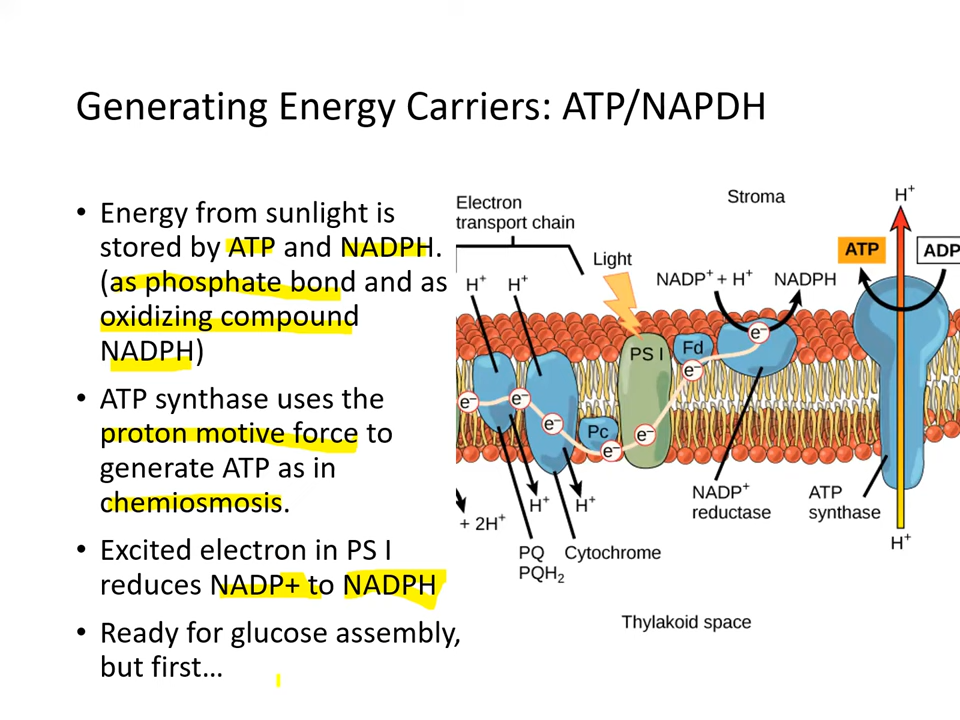 Generating Energy Carriers: ATP/NAPDH
• Energy from sunlight is
stored by ATP and NADPH.
(as phosphate bond and as
oxidizing compound
NADPH)
• ATP synthase uses the
proton motive force to
generate ATP as in
chemiosmosis.
• Excited electron in PS I
reduces NADP+ to NADPH
• Ready for glucose assembly,
but first…
Electron
transport chain
Stroma
H+
Light
ATP
ADP
H+
H+
NADP+ + H+
NADPH
PS I
Fd
e–
e–
e–
e–
e–
Pc
e–
e–
+ 2H+
H+
H+
PQ
PQH2
Cytochrome
NADP+
reductase
ATP
synthase
H+
Thylakoid space